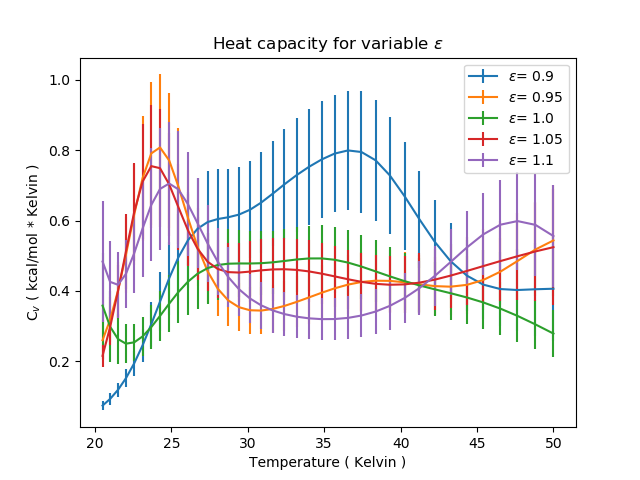 Heat capacity for variable ε
ε= 0.9
ε= 0.95
ε= 1.0
ε= 1.05
ε= 1.1
C_v ( kcal/mol * Kelvin )
1.0
0.8
0.6
0.4
0.2
20 25 30 35 40 45 50
Temperature ( Kelvin )